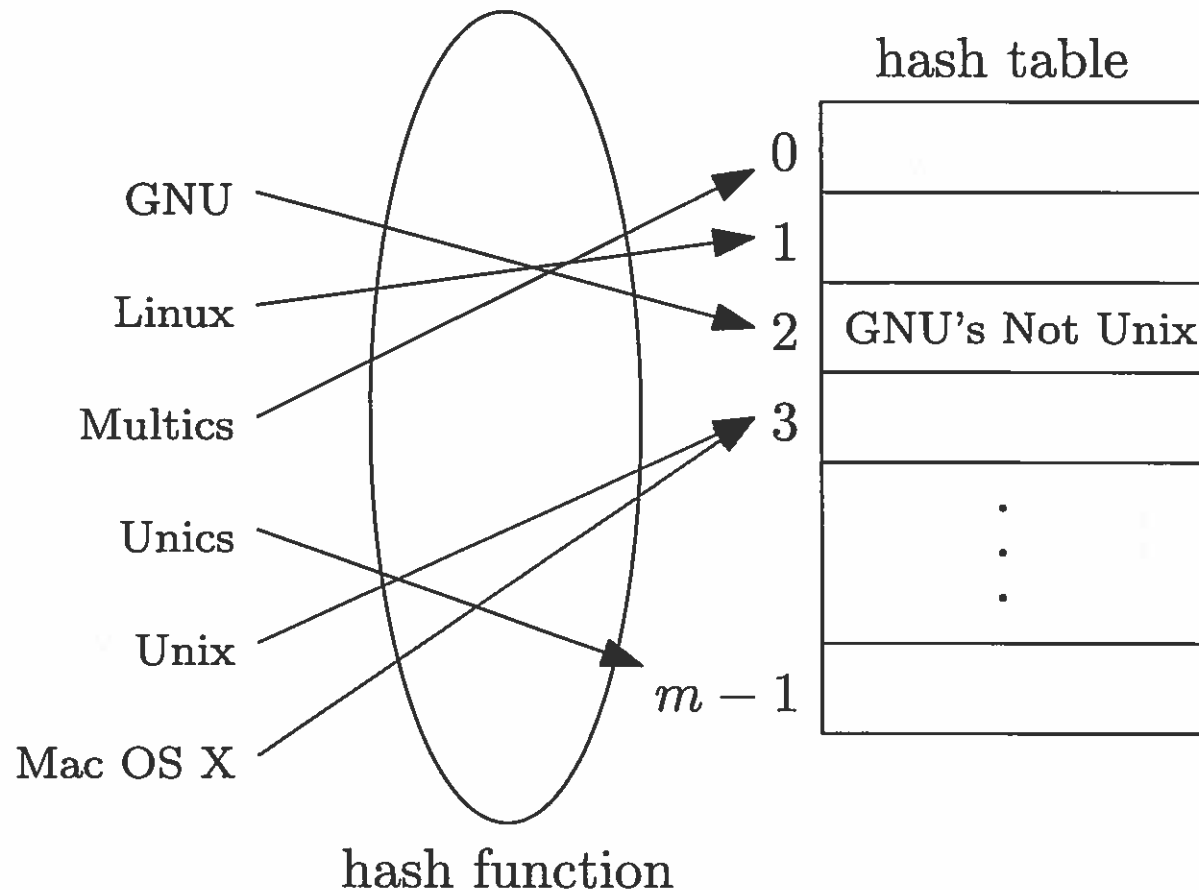 hash table
0
GNU
1
Linux
2
GNU's Not Unix
Multics
3
Unics
Unix
m − 1
Mac OS X
hash function